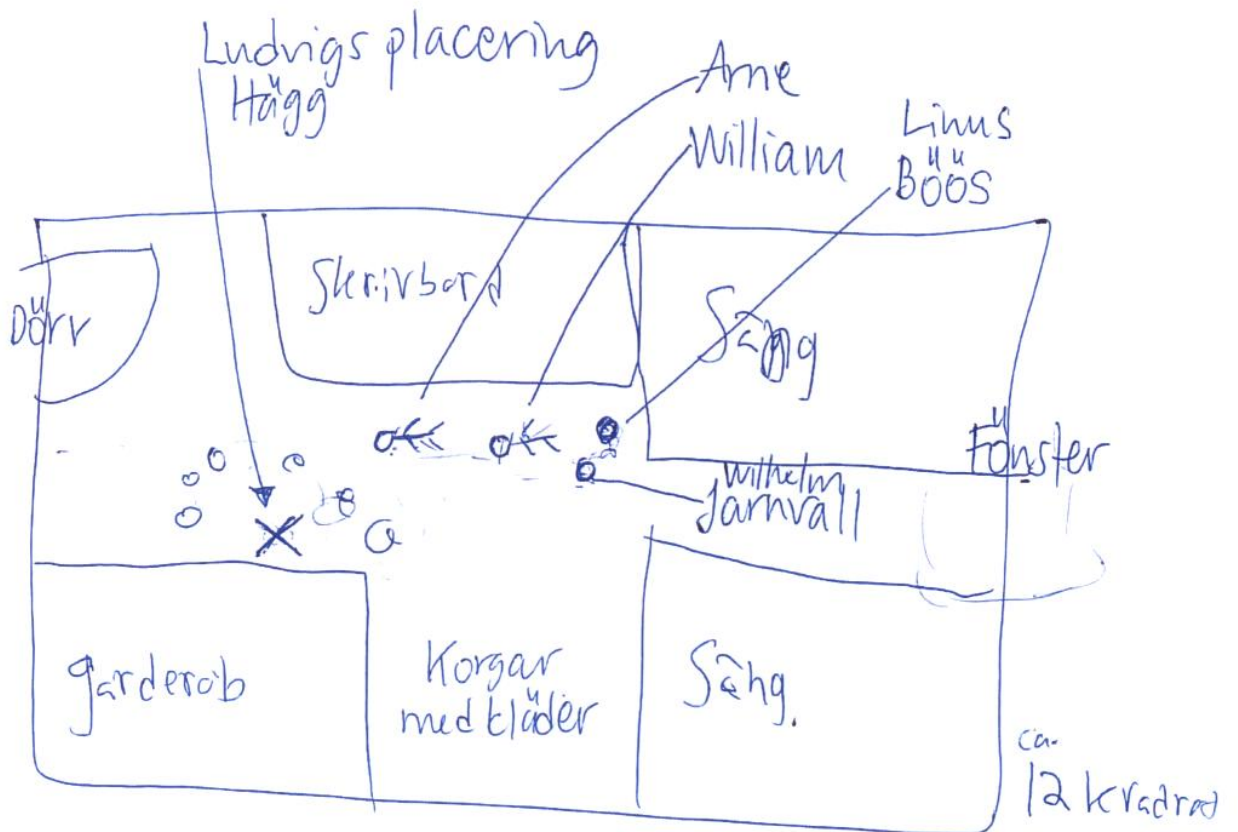 Ludvigs placering
Hägg
Arne
William
Linus
Böös
Dörr
Skrivbord
Säng
Fönster
Wilhelm
Jarnvall
garderob
Korgar
med kläder
Säng.
ca.
12 kvadrat